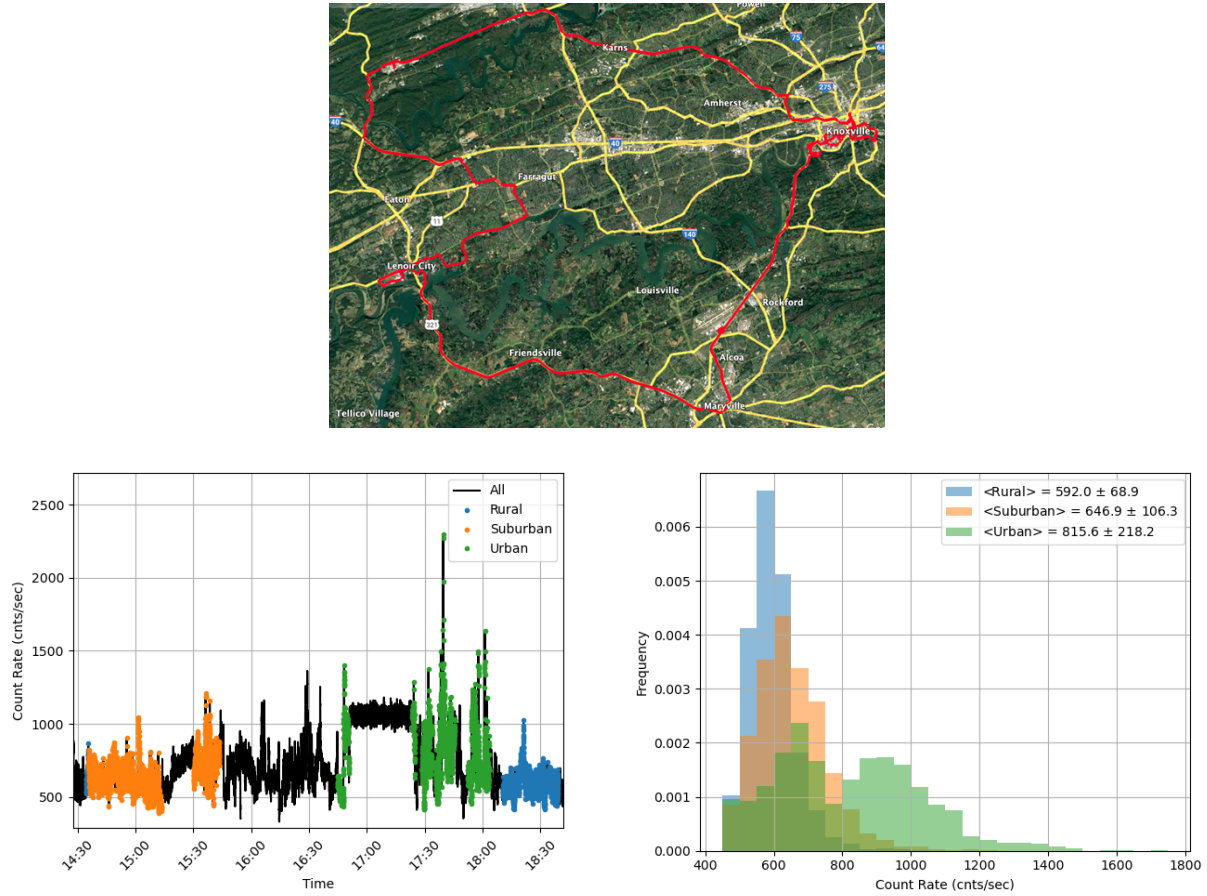 Powell
75
Karns
64
275
Amherst
40
Knoxville
40
Farragut
Eaton
11
140
Lenoir City
Louisville
Rockford
321
Friendsville
Alcoa
Maryville
Tellico Village
2500
2000
1500
1000
500
Count Rate (cnts/sec)
All
Rural
Suburban
Urban
14:30 15:00 15:30 16:00 16:30 17:00 17:30 18:00 18:30
Time
<Rural> = 592.0 ± 68.9
<Suburban> = 646.9 ± 106.3
<Urban> = 815.6 ± 218.2
0.006
0.005
0.004
0.003
0.002
0.001
0.000
Frequency
400 600 800 1000 1200 1400 1600 1800
Count Rate (cnts/sec)